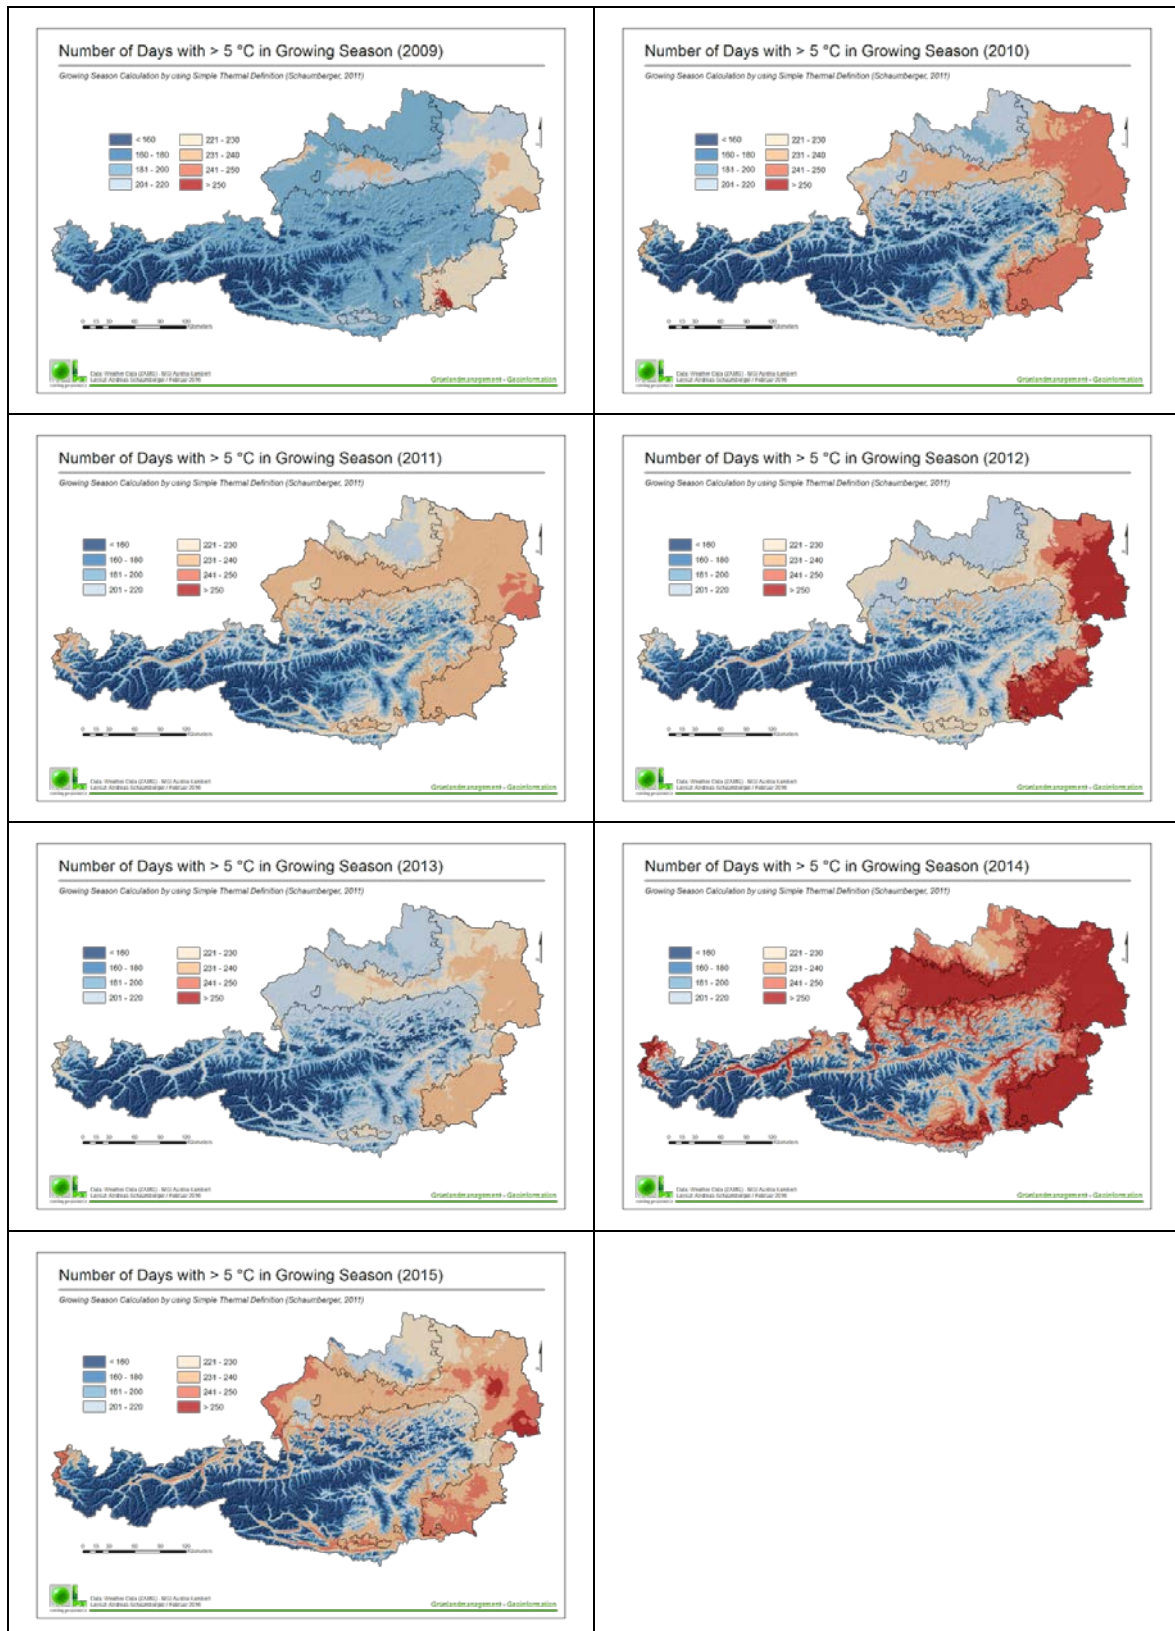 Number of Days with > 5 °C in Growing Season (2009)
Growing Season Calculation by using Simple Thermal Definition (Schaumberger, 2011)
< 160
160 - 180
181 - 200
201 - 220
221 - 230
231 - 240
241 - 250
> 250
Gruenlandmanagement - Geoinformation
Number of Days with > 5 °C in Growing Season (2010)
Growing Season Calculation by using Simple Thermal Definition (Schaumberger, 2011)
< 160
160 - 180
181 - 200
201 - 220
221 - 230
231 - 240
241 - 250
> 250
Gruenlandmanagement - Geoinformation
Number of Days with > 5 °C in Growing Season (2011)
Growing Season Calculation by using Simple Thermal Definition (Schaumberger, 2011)
< 160
160 - 180
181 - 200
201 - 220
221 - 230
231 - 240
241 - 250
> 250
Gruenlandmanagement - Geoinformation
Number of Days with > 5 °C in Growing Season (2012)
Growing Season Calculation by using Simple Thermal Definition (Schaumberger, 2011)
< 160
160 - 180
181 - 200
201 - 220
221 - 230
231 - 240
241 - 250
> 250
Gruenlandmanagement - Geoinformation
Number of Days with > 5 °C in Growing Season (2013)
Growing Season Calculation by using Simple Thermal Definition (Schaumberger, 2011)
< 160
160 - 180
181 - 200
201 - 220
221 - 230
231 - 240
241 - 250
> 250
Gruenlandmanagement - Geoinformation
Number of Days with > 5 °C in Growing Season (2014)
Growing Season Calculation by using Simple Thermal Definition (Schaumberger, 2011)
< 160
160 - 180
181 - 200
201 - 220
221 - 230
231 - 240
241 - 250
> 250
Gruenlandmanagement - Geoinformation
Number of Days with > 5 °C in Growing Season (2015)
Growing Season Calculation by using Simple Thermal Definition (Schaumberger, 2011)
< 160
160 - 180
181 - 200
201 - 220
221 - 230
231 - 240
241 - 250
> 250
Gruenlandmanagement - Geoinformation